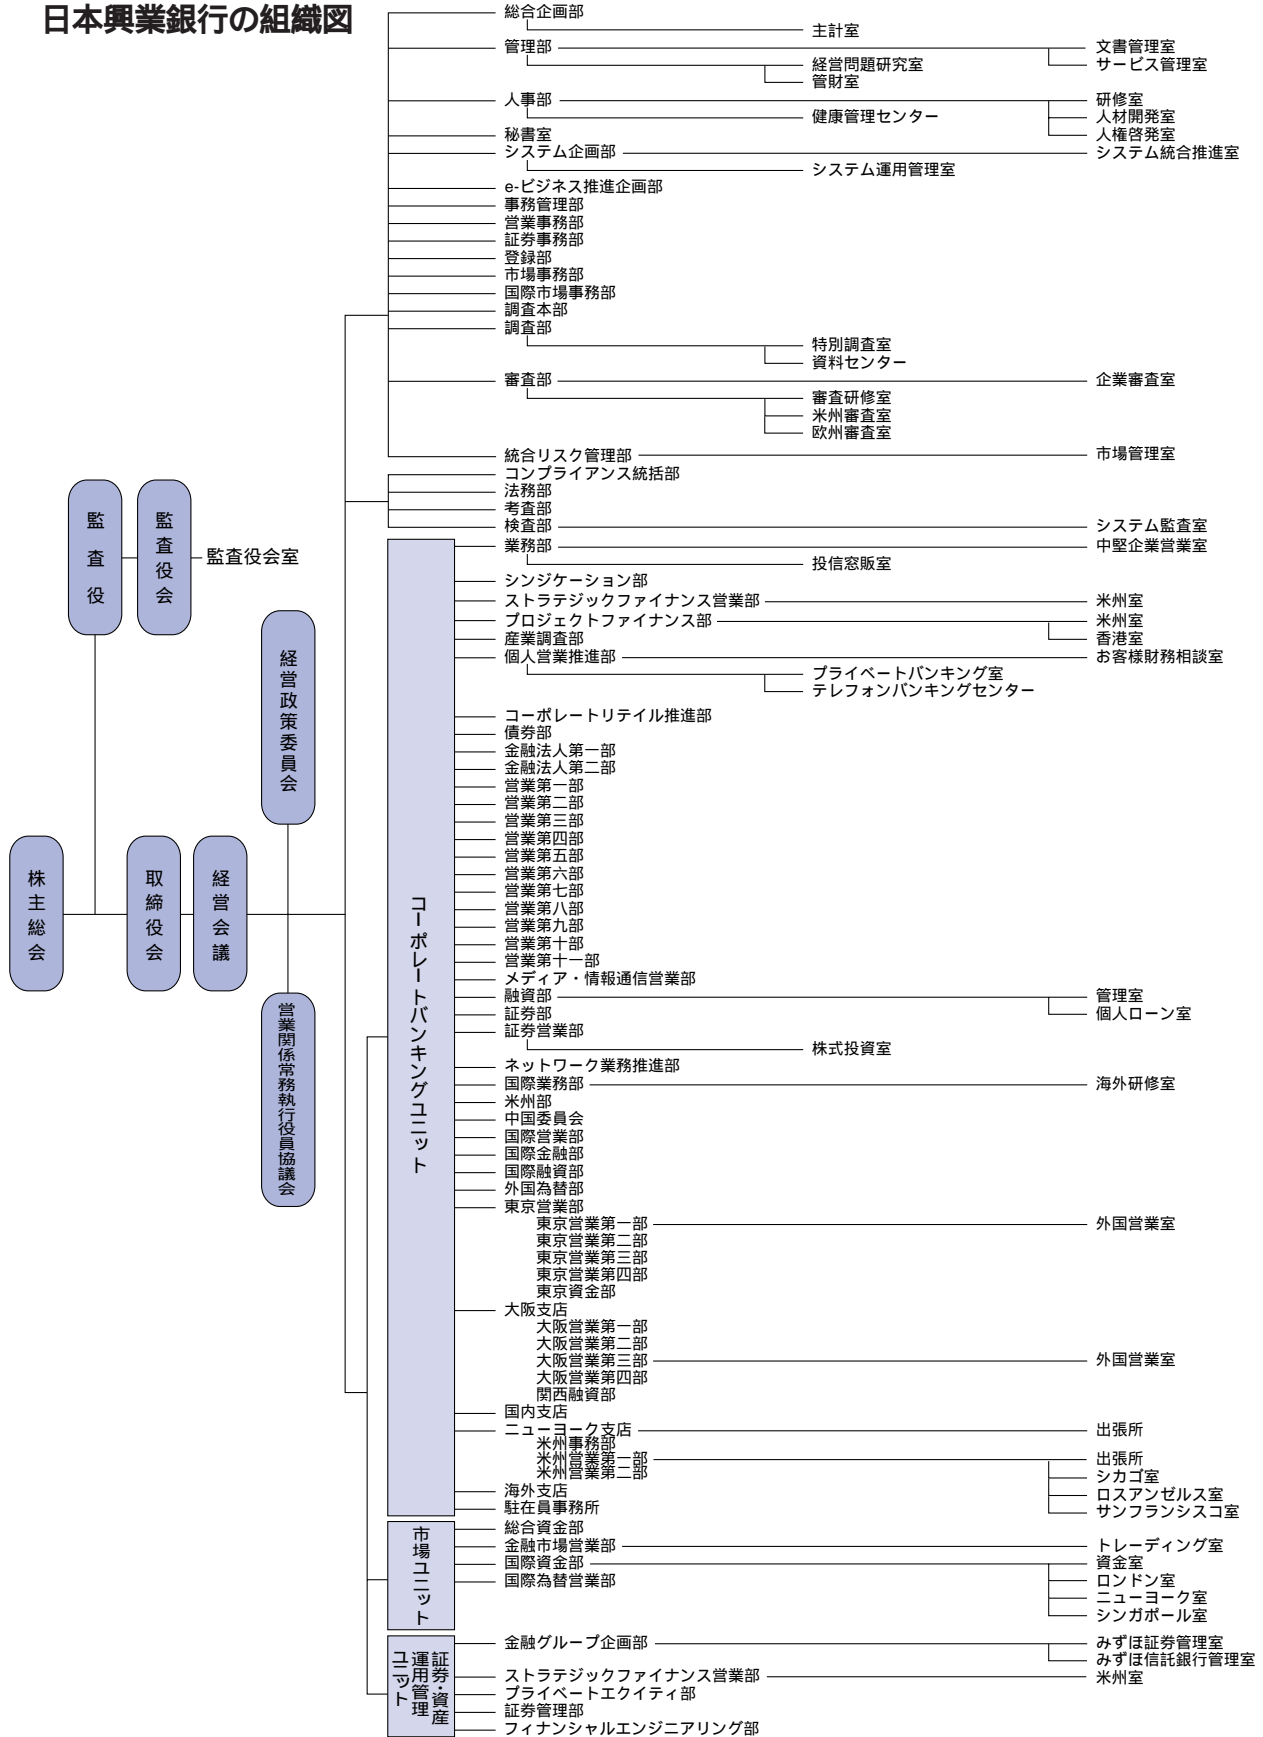 日本興業銀行の組織図
総合企画部
主計室
管理部
文書管理室
サービス管理室
経営問題研究室
管財室
人事部
研修室
人材開発室
人権啓発室
健康管理センター
秘書室
システム企画部
システム統合推進室
システム運用管理室
e-ビジネス推進企画部
事務管理部
営業事務部
証券事務部
登録部
市場事務部
国際市場事務部
調査本部
調査部
特別調査室
資料センター
審査部
企業審査室
審査研修室
米州審査室
欧州審査室
統合リスク管理部
市場管理室
コンプライアンス統括部
法務部
考査部
検査部
システム監査室
監査役
監査役会
監査役会室
経営政策委員会
株主総会
取締役会
経営会議
営業関係常務執行役員協議会
コーポレートバンキングユニット
業務部
中堅企業営業室
投信窓販室
シンジケーション部
ストラテジックファイナンス営業部
米州室
プロジェクトファイナンス部
米州室
香港室
産業調査部
個人営業推進部
お客様財務相談室
プライベートバンキング室
テレフォンバンキングセンター
コーポレートリテイル推進部
債券部
金融法人第一部
金融法人第二部
営業第一部
営業第二部
営業第三部
営業第四部
営業第五部
営業第六部
営業第七部
営業第八部
営業第九部
営業第十部
営業第十一部
メディア・情報通信営業部
融資部
管理室
個人ローン室
証券部
証券営業部
株式投資室
ネットワーク業務推進部
国際業務部
海外研修室
米州部
中国委員会
国際営業部
国際金融部
国際融資部
外国為替部
東京営業部
東京営業第一部
外国営業室
東京営業第二部
東京営業第三部
東京営業第四部
東京資金部
大阪支店
大阪営業第一部
大阪営業第二部
大阪営業第三部
外国営業室
大阪営業第四部
関西融資部
国内支店
ニューヨーク支店
出張所
米州事務部
米州営業第一部
出張所
シカゴ室
ロスアンゼルス室
サンフランシスコ室
米州営業第二部
海外支店
駐在員事務所
市場ユニット
総合資金部
金融市場営業部
トレーディング室
国際資金部
資金室
ロンドン室
ニューヨーク室
シンガポール室
国際為替営業部
証券・資産
運用管理
ユニット
金融グループ企画部
みずほ証券管理室
みずほ信託銀行管理室
ストラテジックファイナンス営業部
米州室
プライベートエクイティ部
証券管理部
フィナンシャルエンジニアリング部